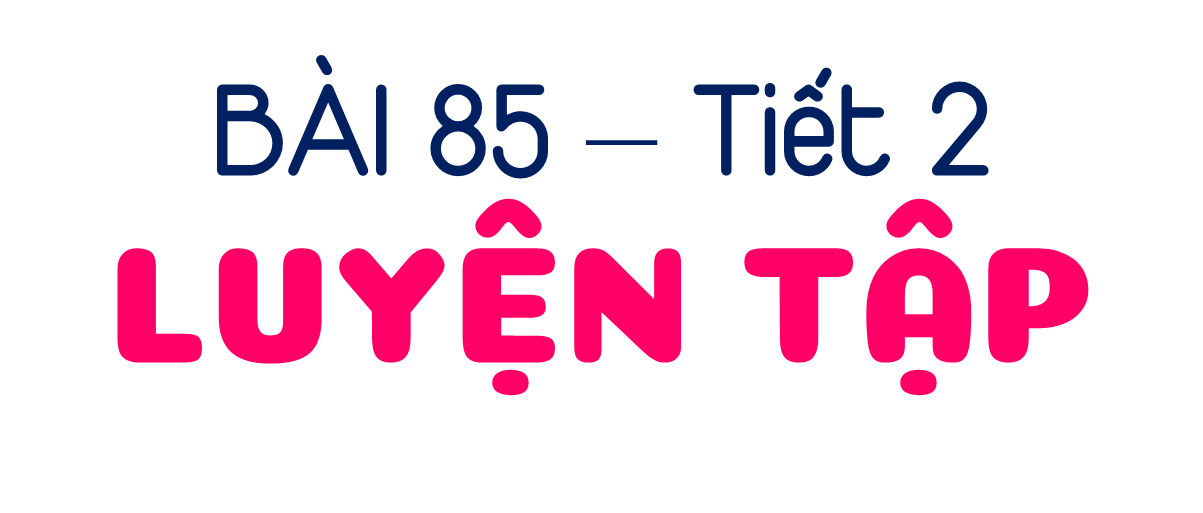 BÀI 85 – Tiết 2
LUYỆN TẬP